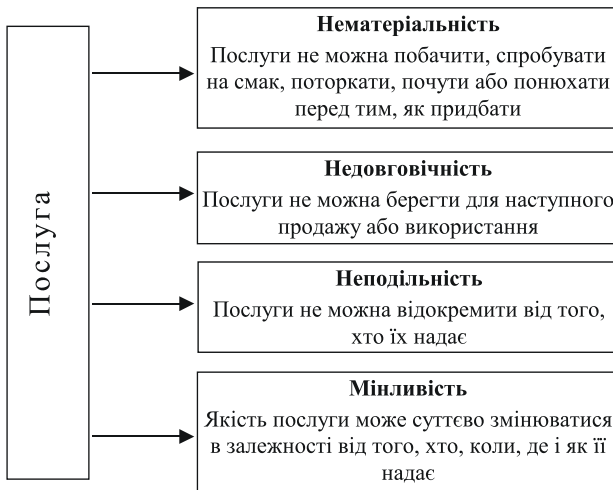 Послуга
Нематеріальність
Послуги не можна побачити, спробувати
на смак, поторкати, почути або понюхати
перед тим, як придбати
Недовговічність
Послуги не можна берегти для наступного
продажу або використання
Неподільність
Послуги не можна відокремити від того,
хто їх надає
Мінливість
Якість послуги може суттєво змінюватися
в залежності від того, хто, коли, де і як її
надає